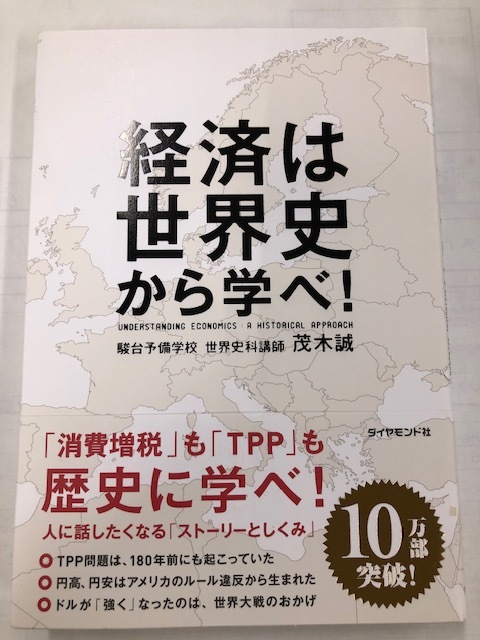 経済は
世界史
から学べ!
UNDERSTANDING ECONOMICS : A HISTORICAL APPROACH
駿台予備学校 世界史科講師 茂木誠
ダイヤモンド社
「消費増税」も「TPP」も
歴史に学べ!
人に話したくなる「ストーリーとしくみ」
TPP問題は、180年前にも起こっていた
円高、円安はアメリカのルール違反から生まれた
ドルが「強く」なったのは、世界大戦のおかげ
10万部
突破!